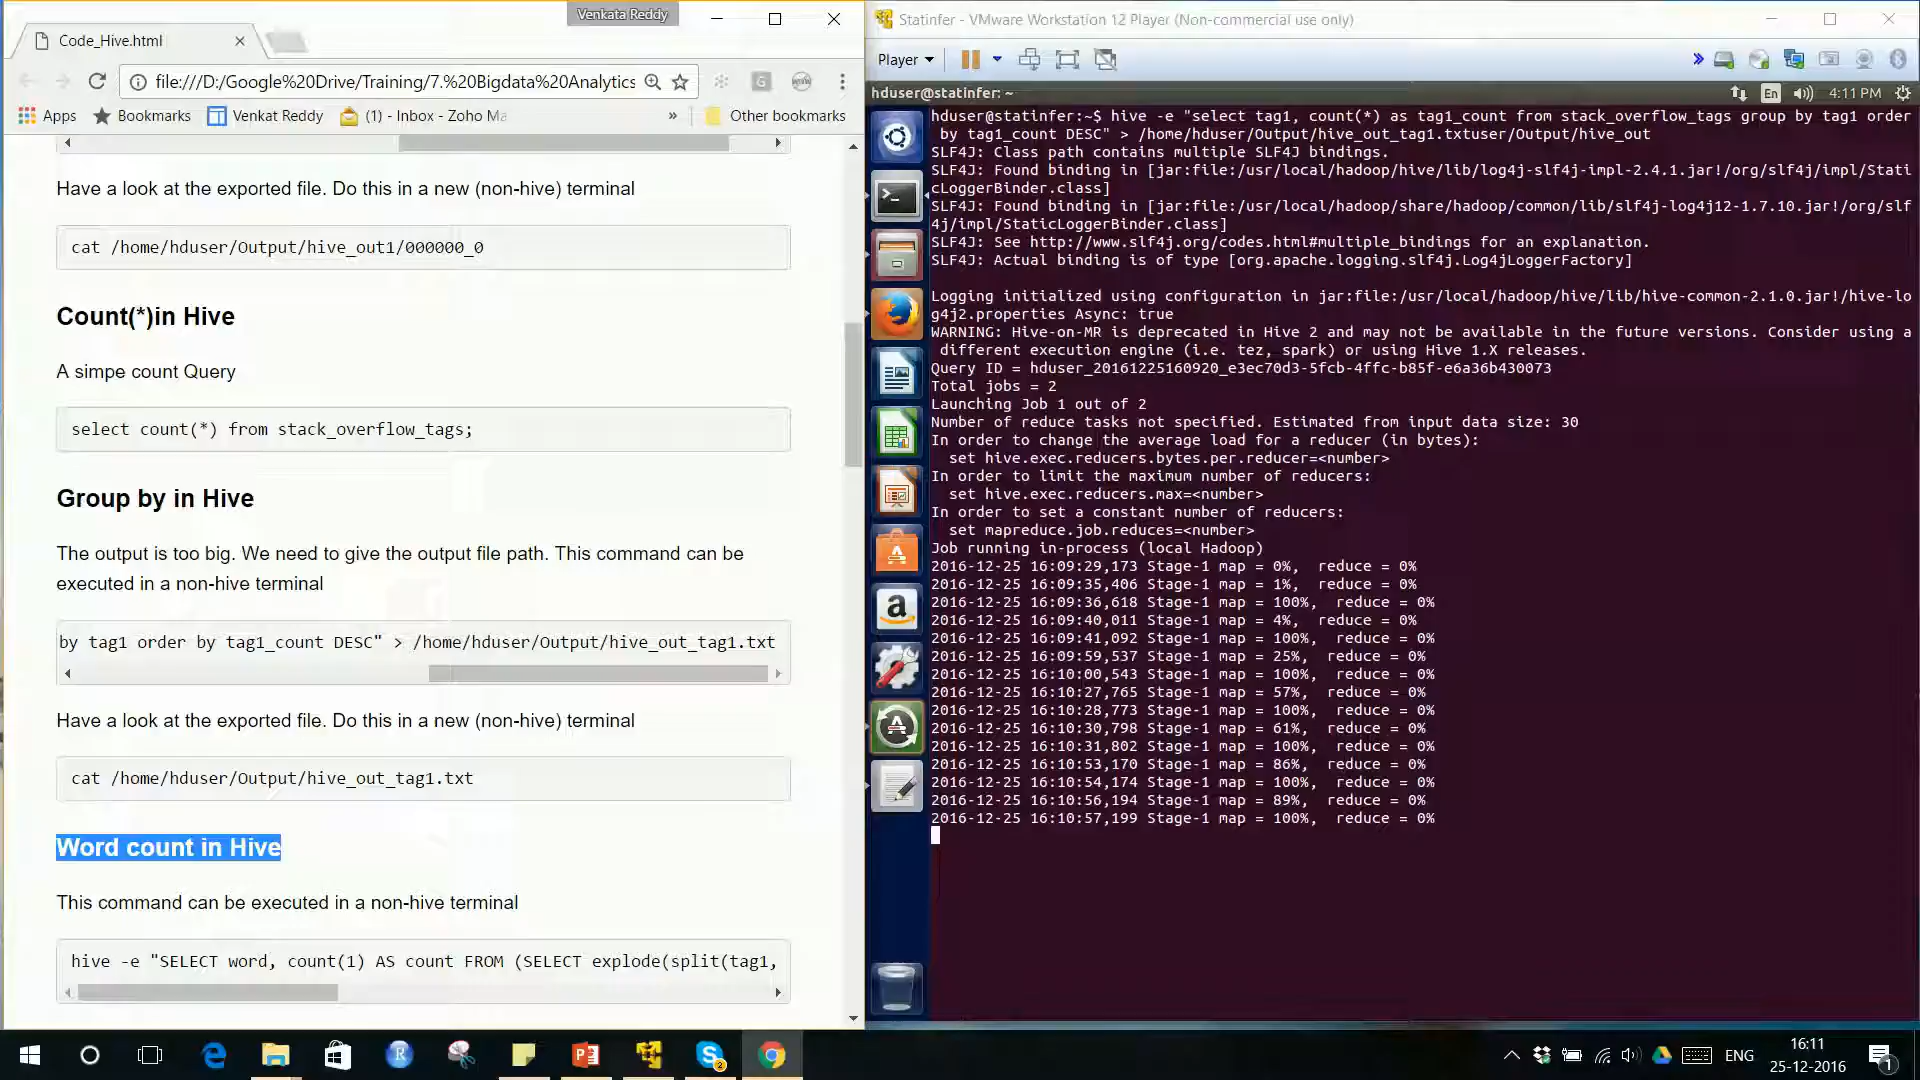 Venkata Reddy
Code_Hive.html
file:///D:/Google%20Drive/Training/7.%20Bigdata%20Analytics
Apps
Bookmarks
Venkat Reddy
(1) - Inbox - Zoho Ma
»
Other bookmarks
Have a look at the exported file. Do this in a new (non-hive) terminal
cat /home/hduser/Output/hive_out1/000000_0
Count(*)in Hive
A simpe count Query
select count(*) from stack_overflow_tags;
Group by in Hive
The output is too big. We need to give the output file path. This command can be
executed in a non-hive terminal
by tag1 order by tag1_count DESC" > /home/hduser/Output/hive_out_tag1.txt
Have a look at the exported file. Do this in a new (non-hive) terminal
cat /home/hduser/Output/hive_out_tag1.txt
Word count in Hive
This command can be executed in a non-hive terminal
hive -e "SELECT word, count(1) AS count FROM (SELECT explode(split(tag1,
Statinfer - VMware Workstation 12 Player (Non-commercial use only)
Player
hduser@statinfer: ~
En
4:11 PM
hduser@statinfer:~$ hive -e "select tag1, count(*) as tag1_count from stack_overflow_tags group by tag1 order
by tag1_count DESC" > /home/hduser/Output/hive_out_tag1.txtuser/Output/hive_out
SLF4J: Class path contains multiple SLF4J bindings.
SLF4J: Found binding in [jar:file:/usr/local/hadoop/hive/lib/log4j-slf4j-impl-2.4.1.jar!/org/slf4j/impl/Stati
cLoggerBinder.class]
SLF4J: Found binding in [jar:file:/usr/local/hadoop/share/hadoop/common/lib/slf4j-log4j12-1.7.10.jar!/org/slf
4j/impl/StaticLoggerBinder.class]
SLF4J: See http://www.slf4j.org/codes.html#multiple_bindings for an explanation.
SLF4J: Actual binding is of type [org.apache.logging.slf4j.Log4jLoggerFactory]
Logging initialized using configuration in jar:file:/usr/local/hadoop/hive/lib/hive-common-2.1.0.jar!/hive-lo
g4j2.properties Async: true
WARNING: Hive-on-MR is deprecated in Hive 2 and may not be available in the future versions. Consider using a
different execution engine (i.e. tez, spark) or using Hive 1.X releases.
Query ID = hduser_20161225160920_e3ec70d3-5fcb-4ffc-b85f-e6a36b430073
Total jobs = 2
Launching Job 1 out of 2
Number of reduce tasks not specified. Estimated from input data size: 30
In order to change the average load for a reducer (in bytes):
set hive.exec.reducers.bytes.per.reducer=<number>
In order to limit the maximum number of reducers:
set hive.exec.reducers.max=<number>
In order to set a constant number of reducers:
set mapreduce.job.reduces=<number>
Job running in-process (local Hadoop)
2016-12-25 16:09:29,173 Stage-1 map = 0%, reduce = 0%
2016-12-25 16:09:35,406 Stage-1 map = 1%, reduce = 0%
2016-12-25 16:09:36,618 Stage-1 map = 100%, reduce = 0%
2016-12-25 16:09:40,011 Stage-1 map = 4%, reduce = 0%
2016-12-25 16:09:41,092 Stage-1 map = 100%, reduce = 0%
2016-12-25 16:09:59,537 Stage-1 map = 25%, reduce = 0%
2016-12-25 16:10:00,543 Stage-1 map = 100%, reduce = 0%
2016-12-25 16:10:27,765 Stage-1 map = 57%, reduce = 0%
2016-12-25 16:10:28,773 Stage-1 map = 100%, reduce = 0%
2016-12-25 16:10:30,798 Stage-1 map = 61%, reduce = 0%
2016-12-25 16:10:31,802 Stage-1 map = 100%, reduce = 0%
2016-12-25 16:10:53,170 Stage-1 map = 86%, reduce = 0%
2016-12-25 16:10:54,174 Stage-1 map = 100%, reduce = 0%
2016-12-25 16:10:56,194 Stage-1 map = 89%, reduce = 0%
2016-12-25 16:10:57,199 Stage-1 map = 100%, reduce = 0%
ENG
16:11
25-12-2016